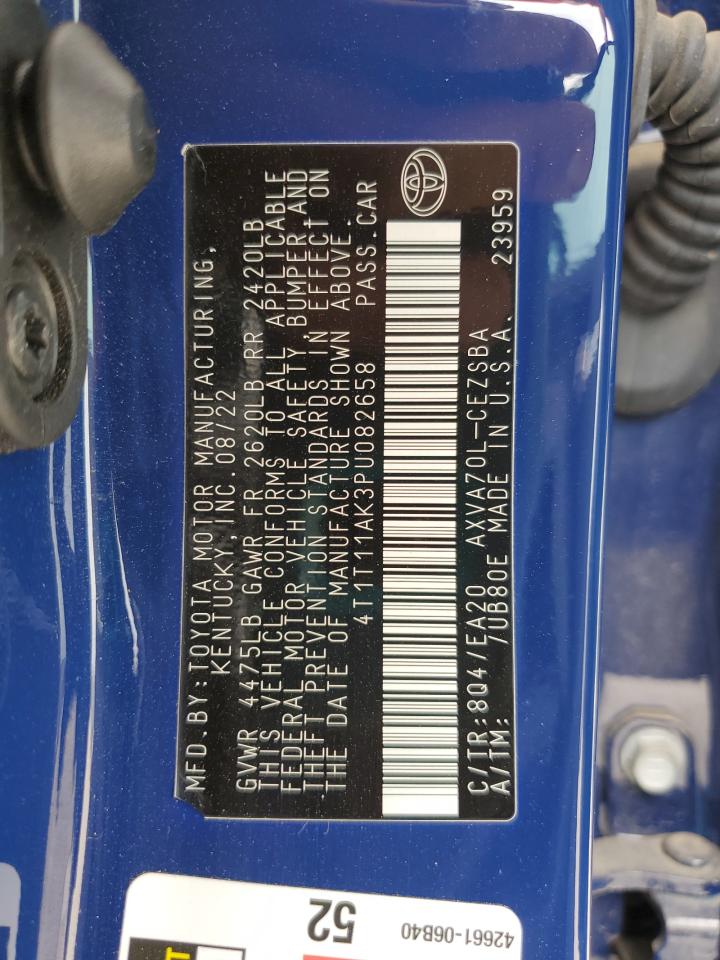 MFD.BY:TOYOTA MOTOR MANUFACTURING,
KENTUCKY,INC.08/22
GVWR 4475LB GAWR FR 2620LB RR 2420LB
THIS VEHICLE CONFORMS TO ALL APPLICABLE
FEDERAL MOTOR VEHICLE SAFETY, BUMPER,AND
THEFT PREVENTION STANDARDS IN EFFECT ON
THE DATE OF MANUFACTURE SHOWN ABOVE.
4T1T11AK3PU082658 PASS.CAR
C/TR:8Q4/EA20 AXVA70L-CEZSBA
A/TM: /UB80E MADE IN U.S.A. 23959
52
42661-06B40